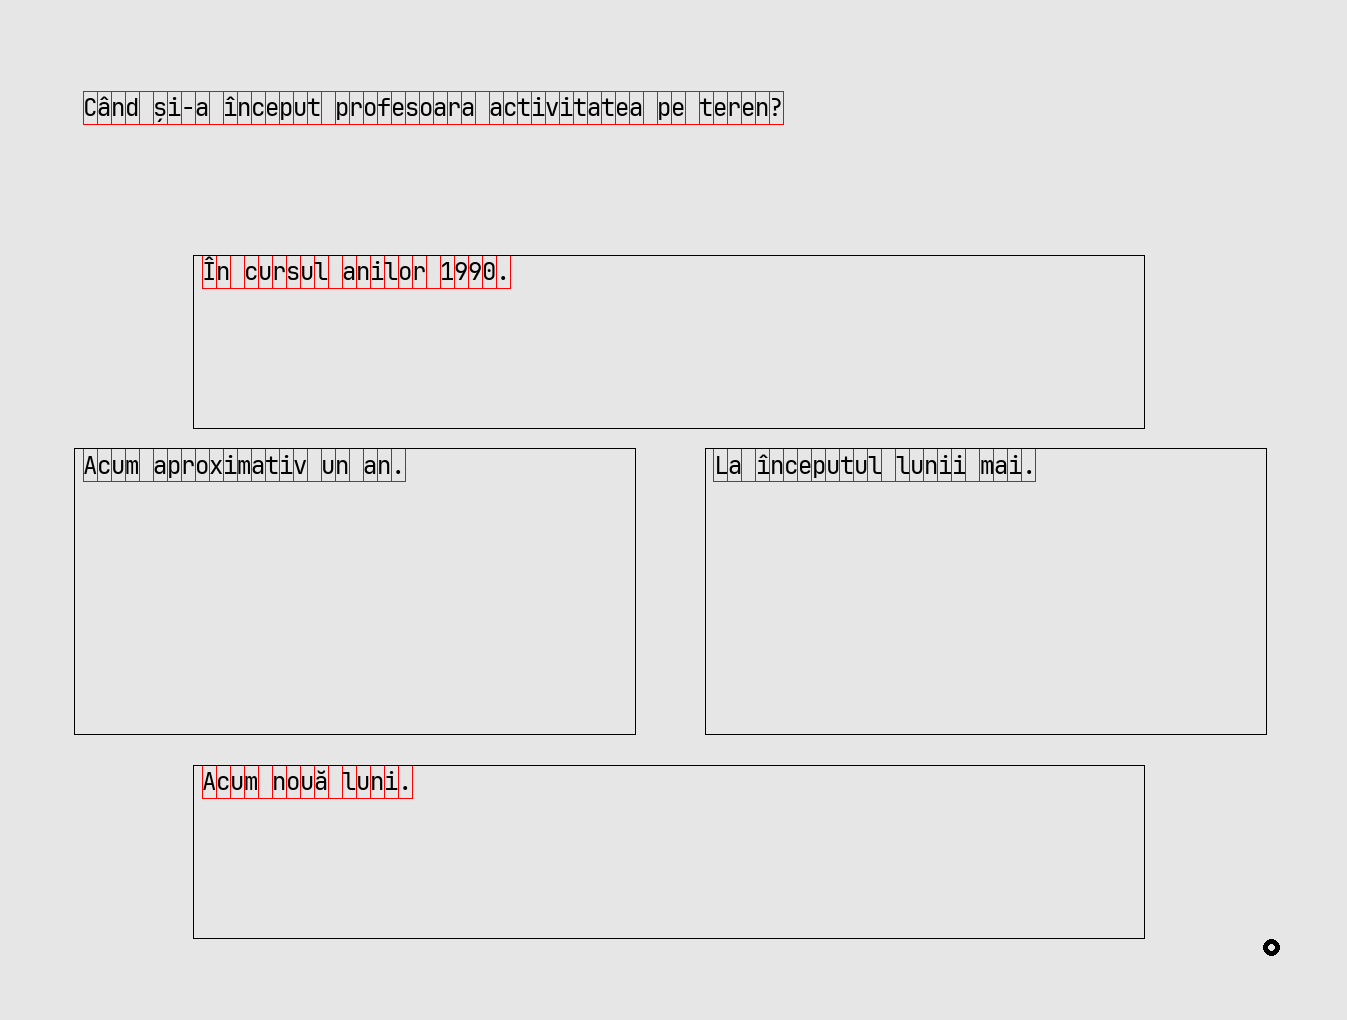 Când și-a început profesoara activitatea pe teren?
În cursul anilor 1990.
Acum aproximativ un an.
La începutul lunii mai.
Acum nouă luni.